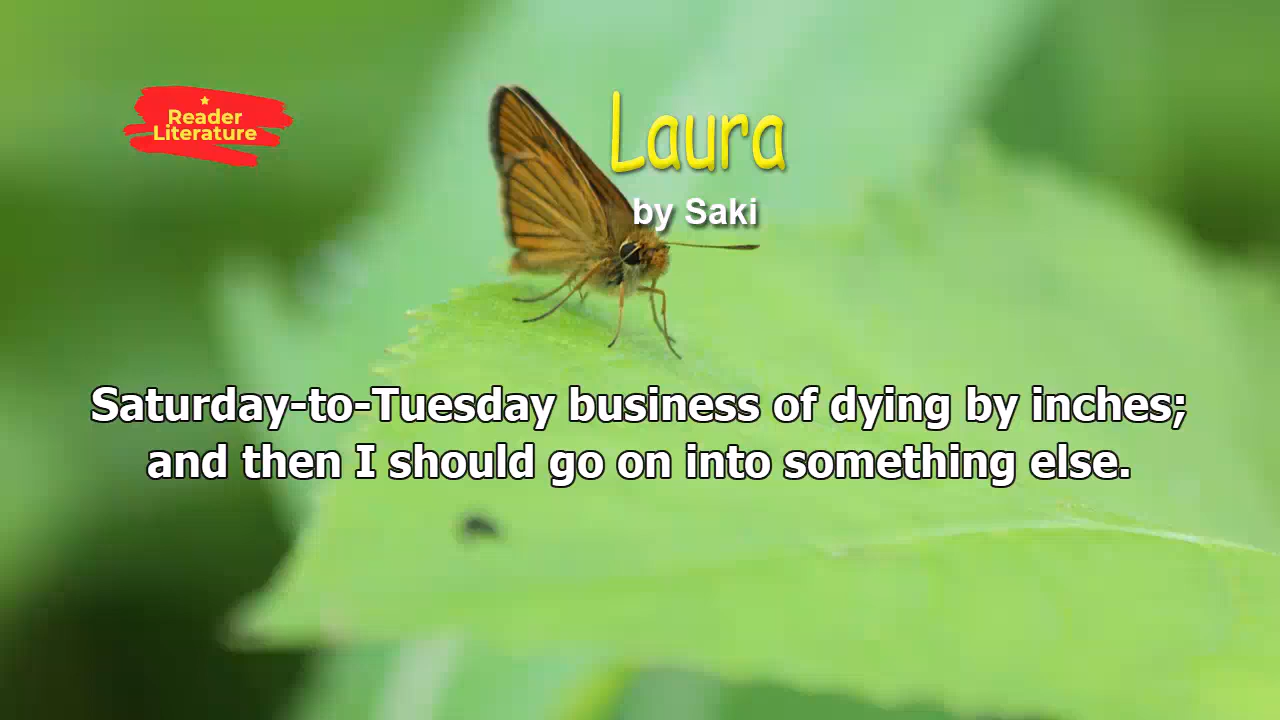 Reader
Literature
Laura
by Saki
Saturday-to-Tuesday business of dying by inches;
and then I should go on into something else.